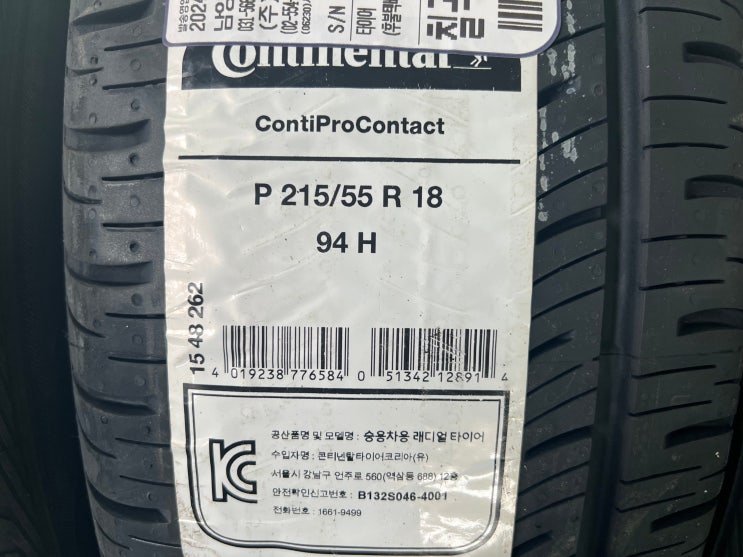 Continental
ContiProContact
P 215/55 R 18
94 H
15 48 262
4 019238 776584 0 51342 12891 4
공산품명 및 모델명 : 승용차용 래디얼 타이어
수입자명 : 콘티넨탈타이어코리아(유)
서울시 강남구 언주로 560(역삼동 688) 12층
안전확인신고번호 : B132S046-4001
전화번호 : 1661-9499
S/N
타이어